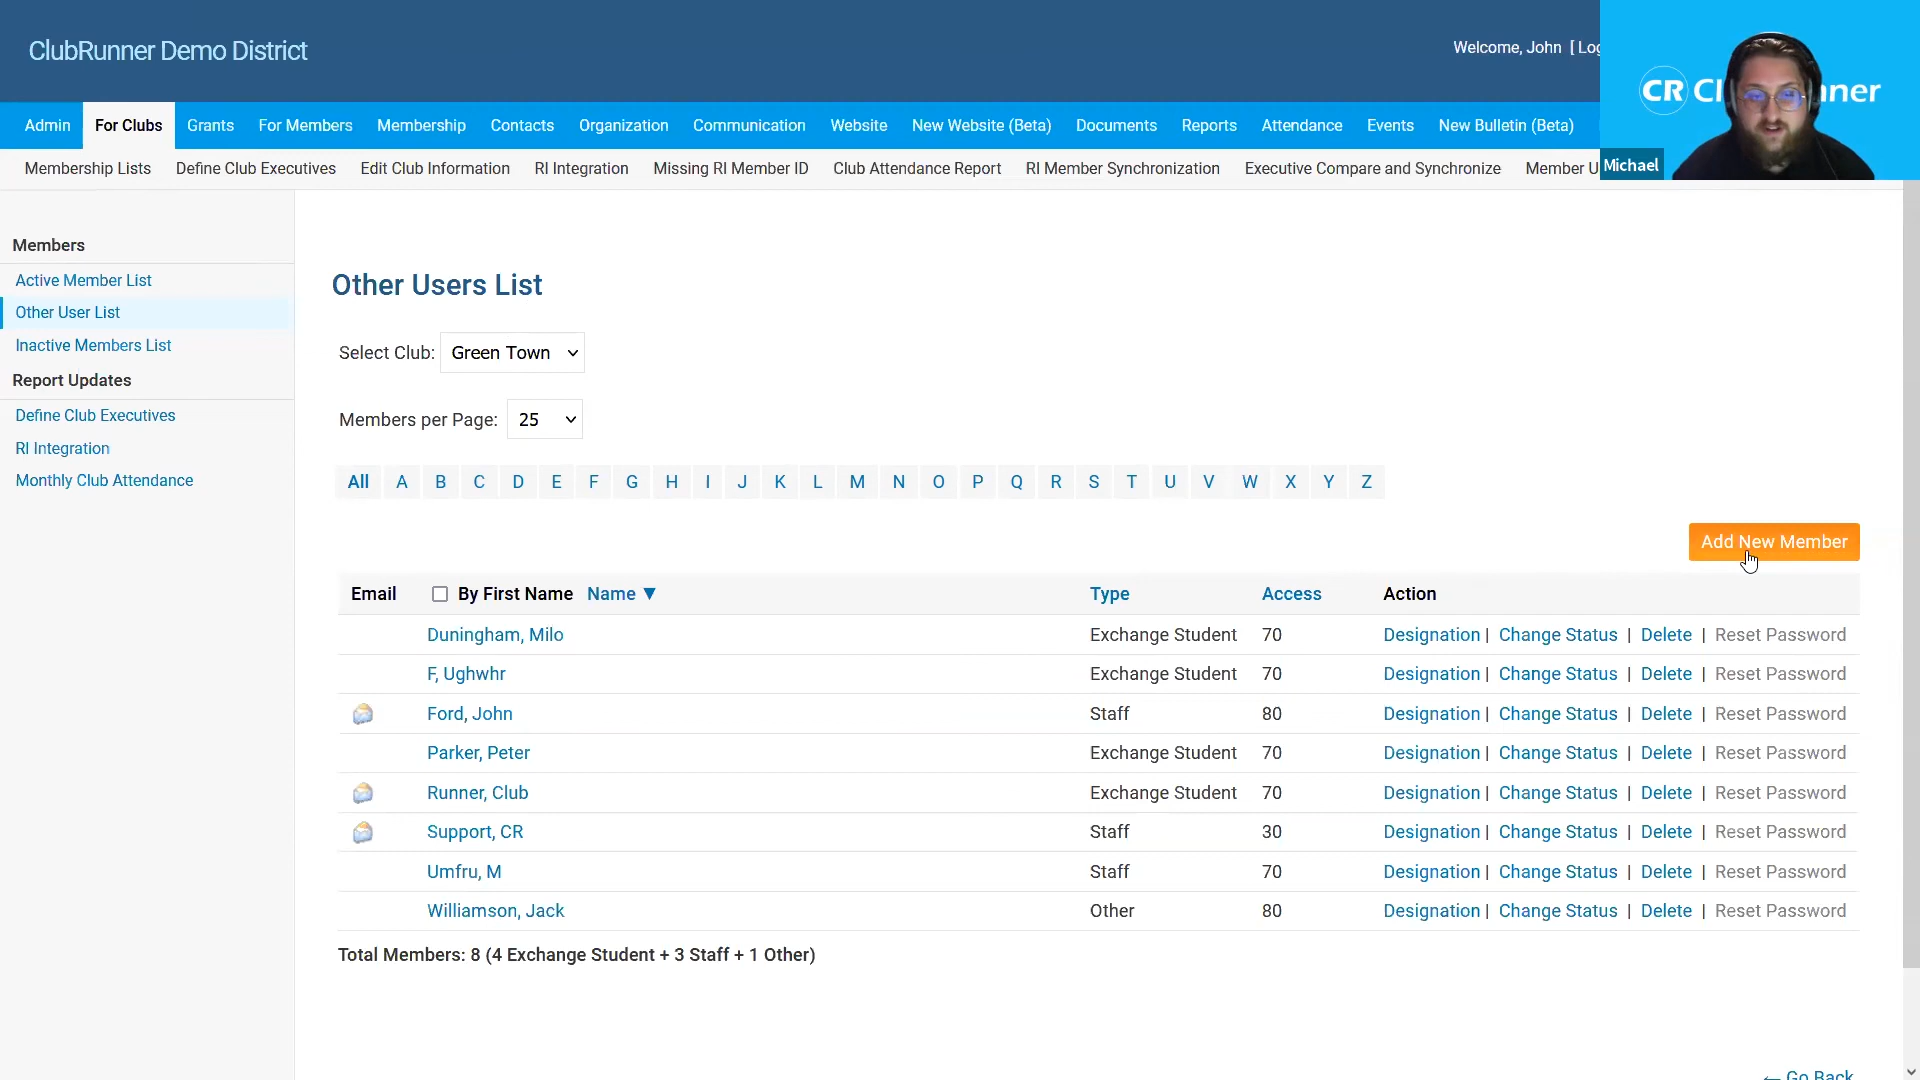 ClubRunner Demo District
Welcome, John [ Log
CR Cl nner
Michael
Admin For Clubs Grants For Members Membership Contacts Organization Communication Website New Website (Beta) Documents Reports Attendance Events New Bulletin (Beta)
Membership Lists Define Club Executives Edit Club Information RI Integration Missing RI Member ID Club Attendance Report RI Member Synchronization Executive Compare and Synchronize Member U
Members
Active Member List
Other User List
Inactive Members List
Report Updates
Define Club Executives
RI Integration
Monthly Club Attendance
Other Users List
Select Club: Green Town
Members per Page: 25
All A B C D E F G H I J K L M N O P Q R S T U V W X Y Z
Add New Member
Email By First Name Name ▼ Type Access Action
Duningham, Milo Exchange Student 70 Designation | Change Status | Delete | Reset Password
F, Ughwhr Exchange Student 70 Designation | Change Status | Delete | Reset Password
Ford, John Staff 80 Designation | Change Status | Delete | Reset Password
Parker, Peter Exchange Student 70 Designation | Change Status | Delete | Reset Password
Runner, Club Exchange Student 70 Designation | Change Status | Delete | Reset Password
Support, CR Staff 30 Designation | Change Status | Delete | Reset Password
Umfru, M Staff 70 Designation | Change Status | Delete | Reset Password
Williamson, Jack Other 80 Designation | Change Status | Delete | Reset Password
Total Members: 8 (4 Exchange Student + 3 Staff + 1 Other)
← Go Back